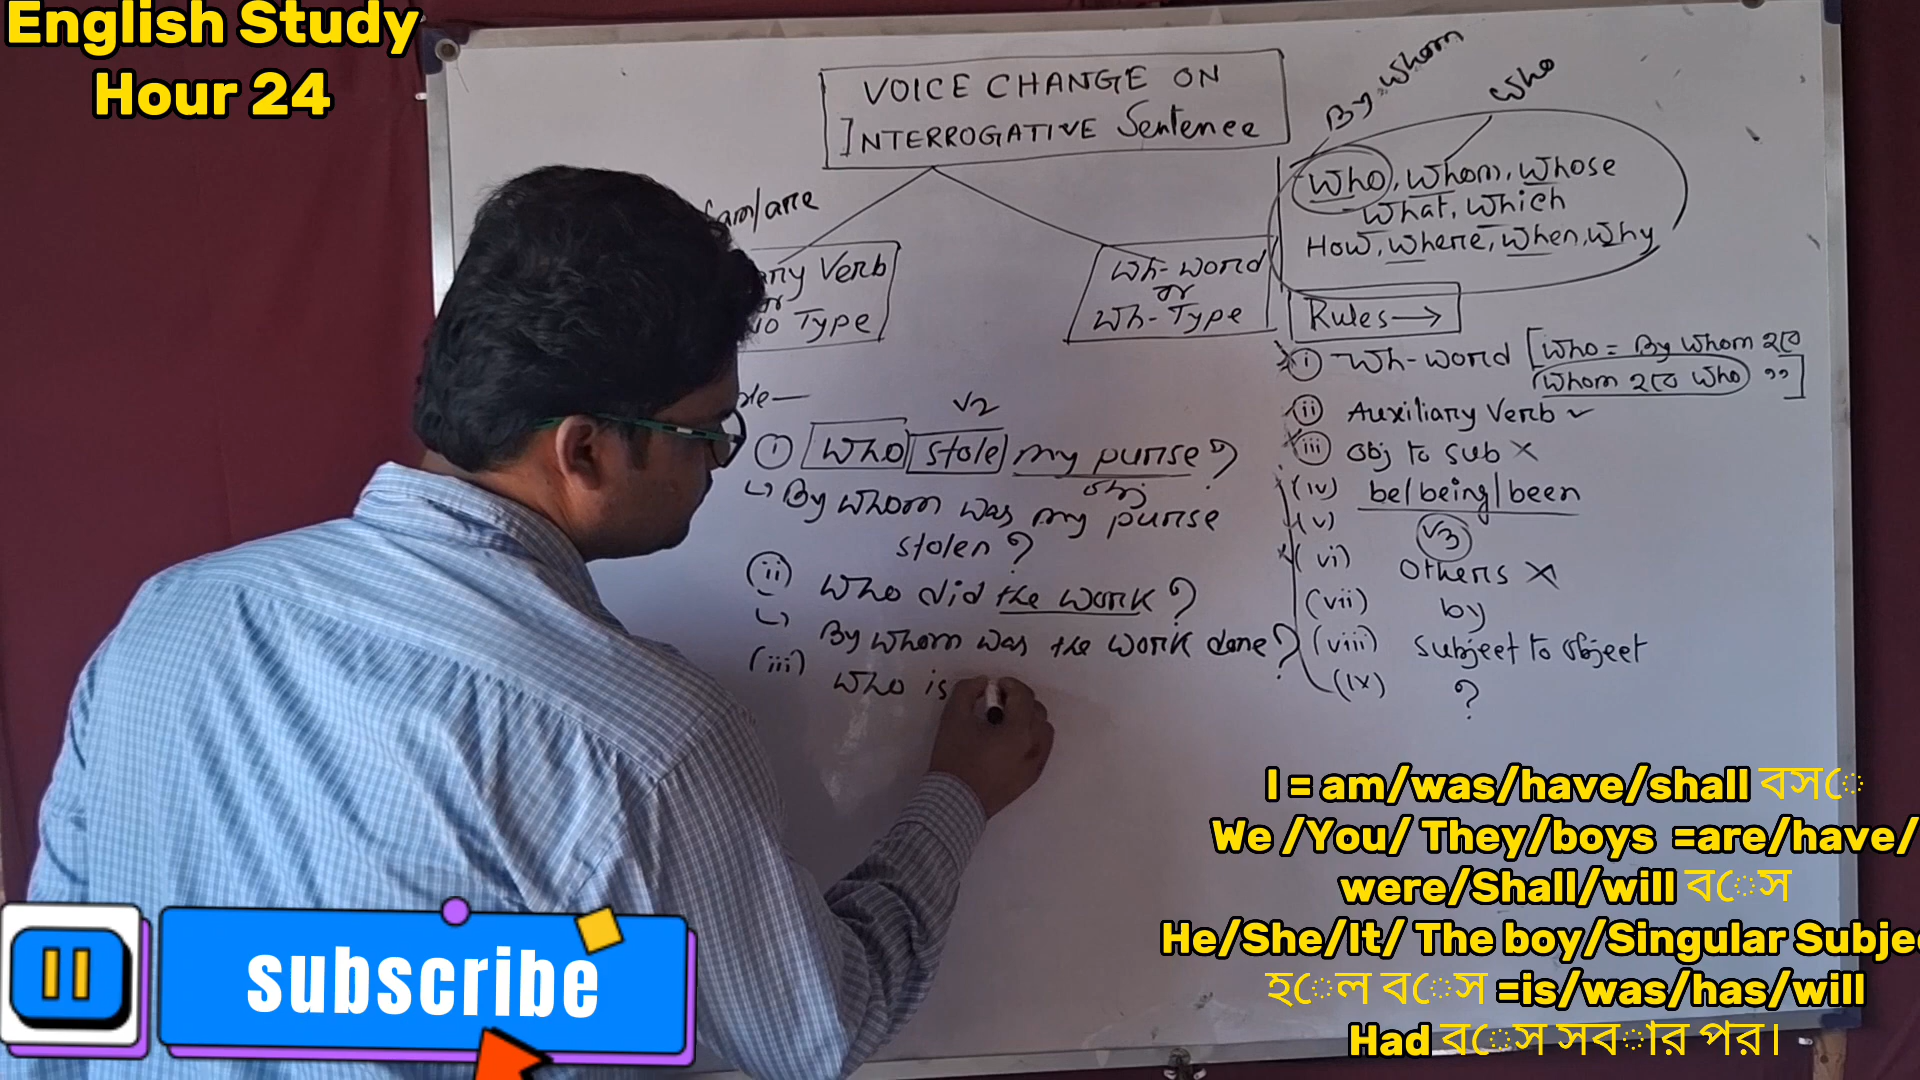 English Study
Hour 24
VOICE CHANGE ON
INTERROGATIVE Sentence
By whom
who
who, whom, whose
what, which
How, where, when, why
am/are
Verb
Type
wh-word
or
wh-Type
Rules→
(i) Wh-word [who = By whom হবে
whom হবে who ,,]
(ii) Auxiliary Verb ✓
(iii) obj to sub ×
(iv) be/being/been
(v) V3
(vi) others ×
(vii) by
(viii) subject to object
(ix) ?
V2
(i) who stole my purse?
obj
↳ By whom was my purse
stolen?
(ii) who did the work?
↳ By whom was the work done?
(iii) who is
I = am/was/have/shall বসে
We /You/ They/boys =are/have/
were/Shall/will বেস
He/She/It/ The boy/Singular Subje
হেল বেস =is/was/has/will
Had বেস সবার পর।
subscribe